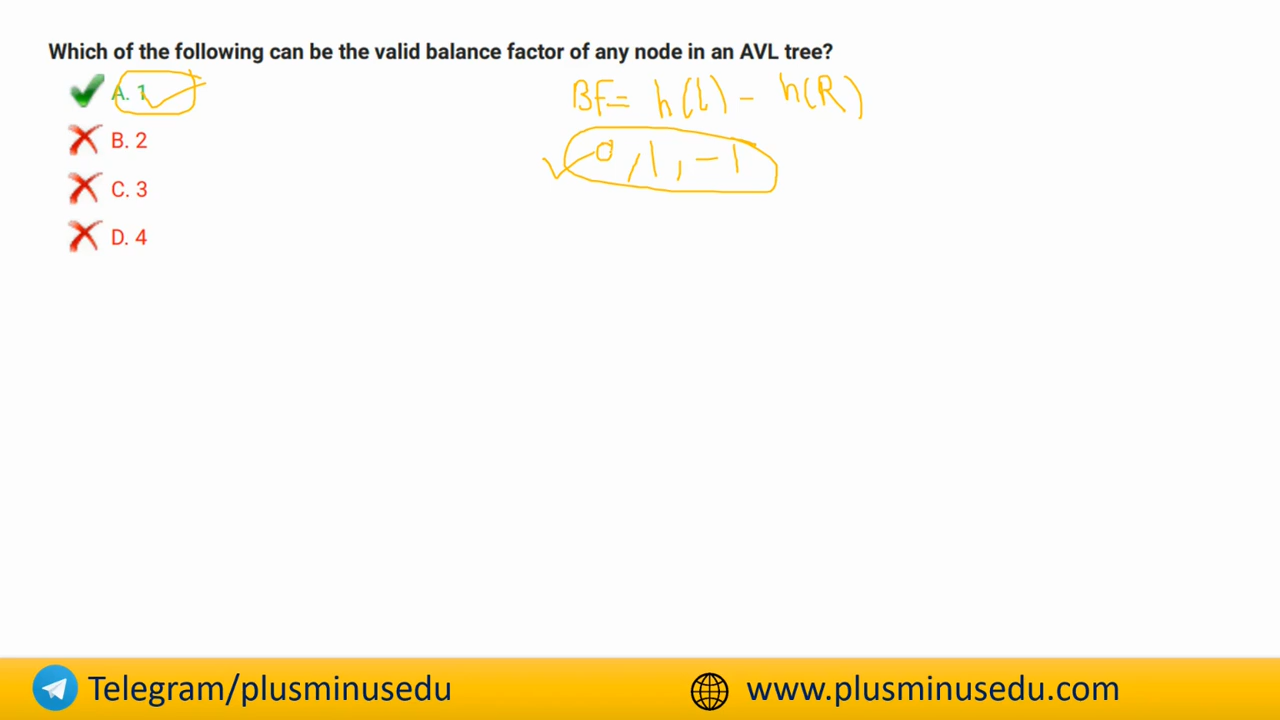 Which of the following can be the valid balance factor of any node in an AVL tree?
A. 1
B. 2
C. 3
D. 4
BF= h(L) - h(R)
0, 1, -1
Telegram/plusminusedu
www.plusminusedu.com